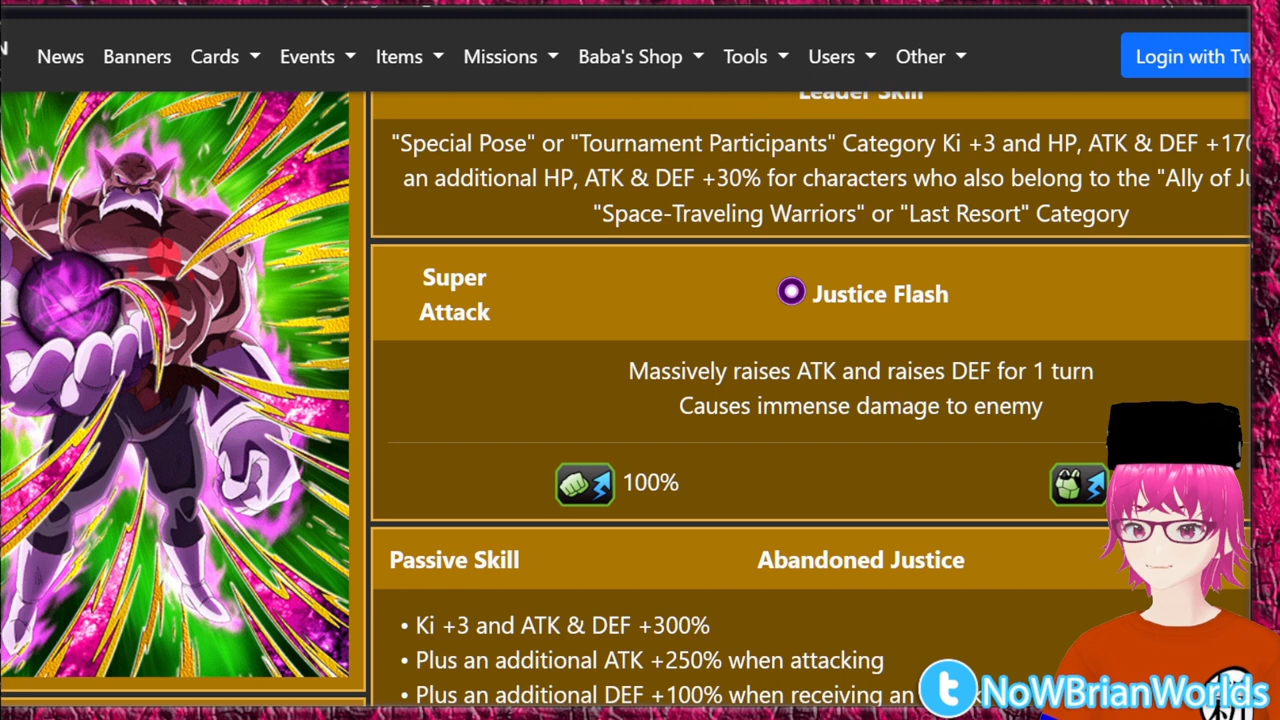 N
News Banners Cards Events Items Missions Baba's Shop Tools Users Other Login with Tw
Leader Skill
"Special Pose" or "Tournament Participants" Category Ki +3 and HP, ATK & DEF +170
an additional HP, ATK & DEF +30% for characters who also belong to the "Ally of Ju
"Space-Traveling Warriors" or "Last Resort" Category
Super
Attack
Justice Flash
Massively raises ATK and raises DEF for 1 turn
Causes immense damage to enemy
100%
Passive Skill
Abandoned Justice
• Ki +3 and ATK & DEF +300%
• Plus an additional ATK +250% when attacking
• Plus an additional DEF +100% when receiving an
NoWBrianWorlds